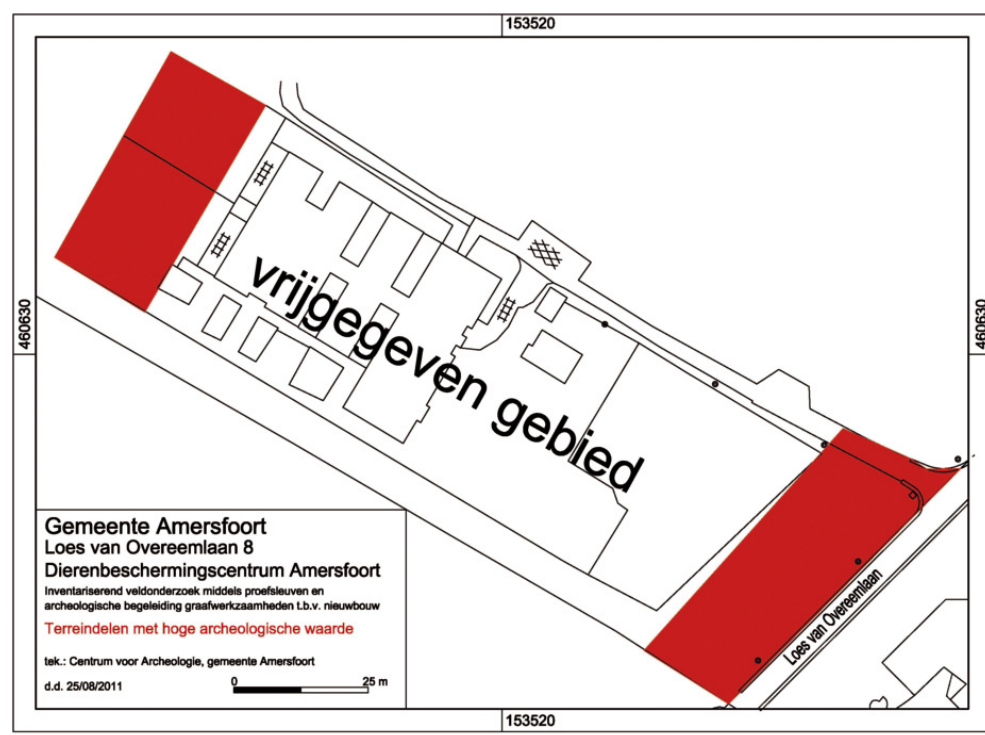 153520
460630
460630
vrijgegeven gebied
Loes van Overeemlaan
Gemeente Amersfoort
Loes van Overeemlaan 8
Dierenbeschermingscentrum Amersfoort
Inventariserend veldonderzoek middels proefsleuven en
archeologische begeleiding graafwerkzaamheden t.b.v. nieuwbouw
Terreindelen met hoge archeologische waarde
tek.: Centrum voor Archeologie, gemeente Amersfoort
d.d. 25/08/2011
0 25 m
153520